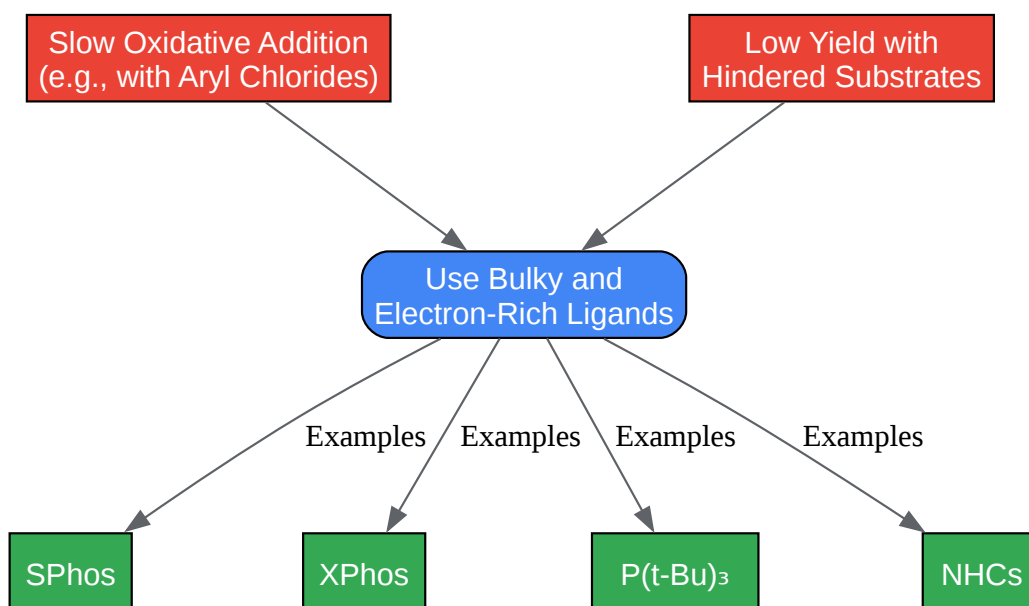 Slow Oxidative Addition
(e.g., with Aryl Chlorides)
Low Yield with
Hindered Substrates
Use Bulky and
Electron-Rich Ligands
Examples
Examples
Examples
Examples
SPhos
XPhos
P(t-Bu)₃
NHCs